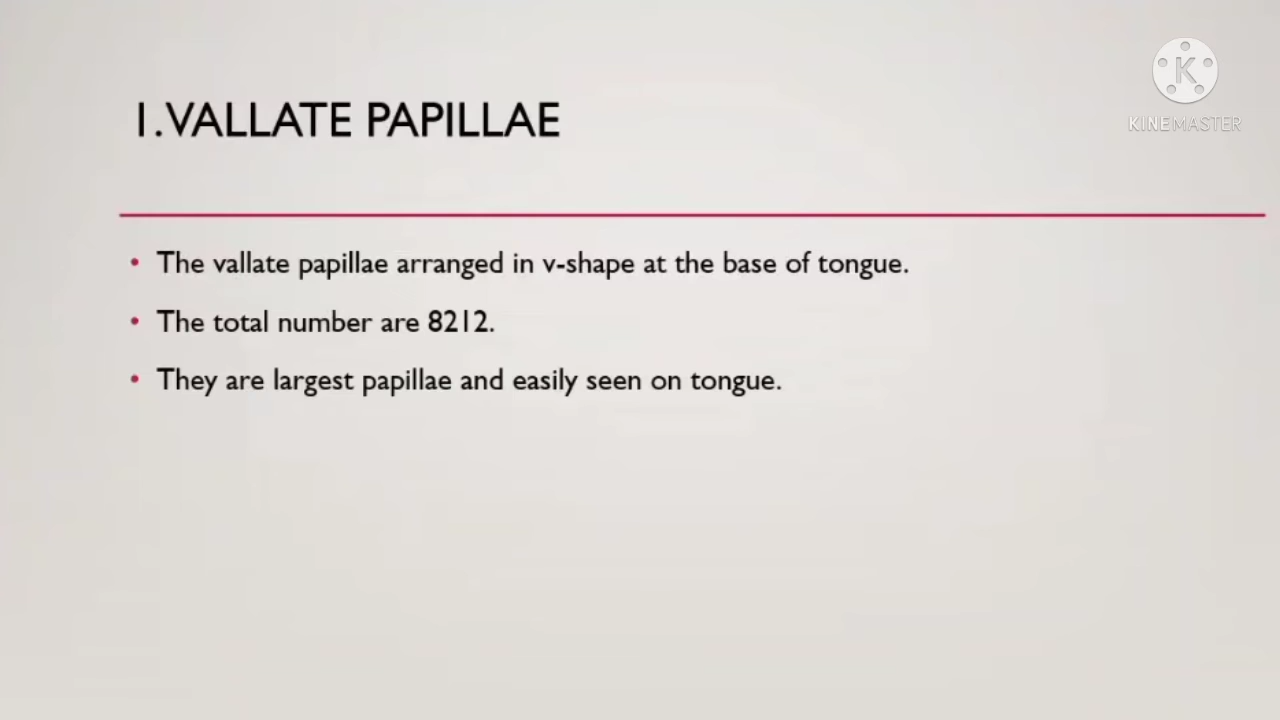 1. VALLATE PAPILLAE
K
KINEMASTER
• The vallate papillae arranged in v-shape at the base of tongue.
• The total number are 8212.
• They are largest papillae and easily seen on tongue.